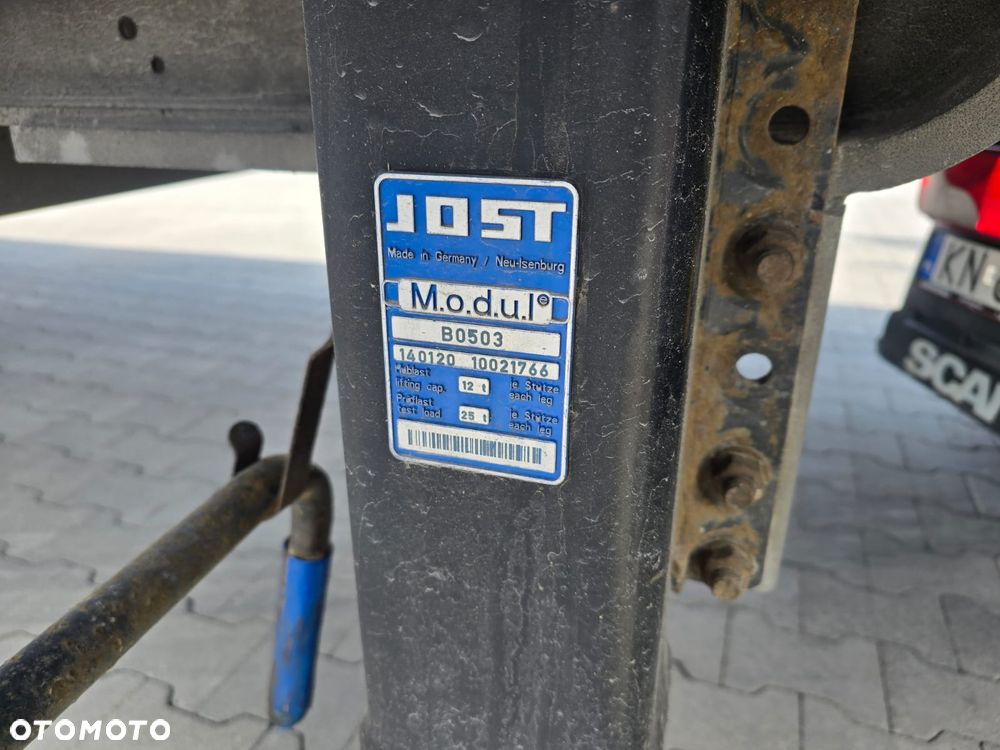 JOST
Made in Germany / Neu-Isenburg
M.o.d.u.l®
B0503
140120 10021766
Hublast 12 t je Stütze
lifting cap. each leg
Prüflast 25 t je Stütze
test load each leg
KN
SCAN
OTOMOTO